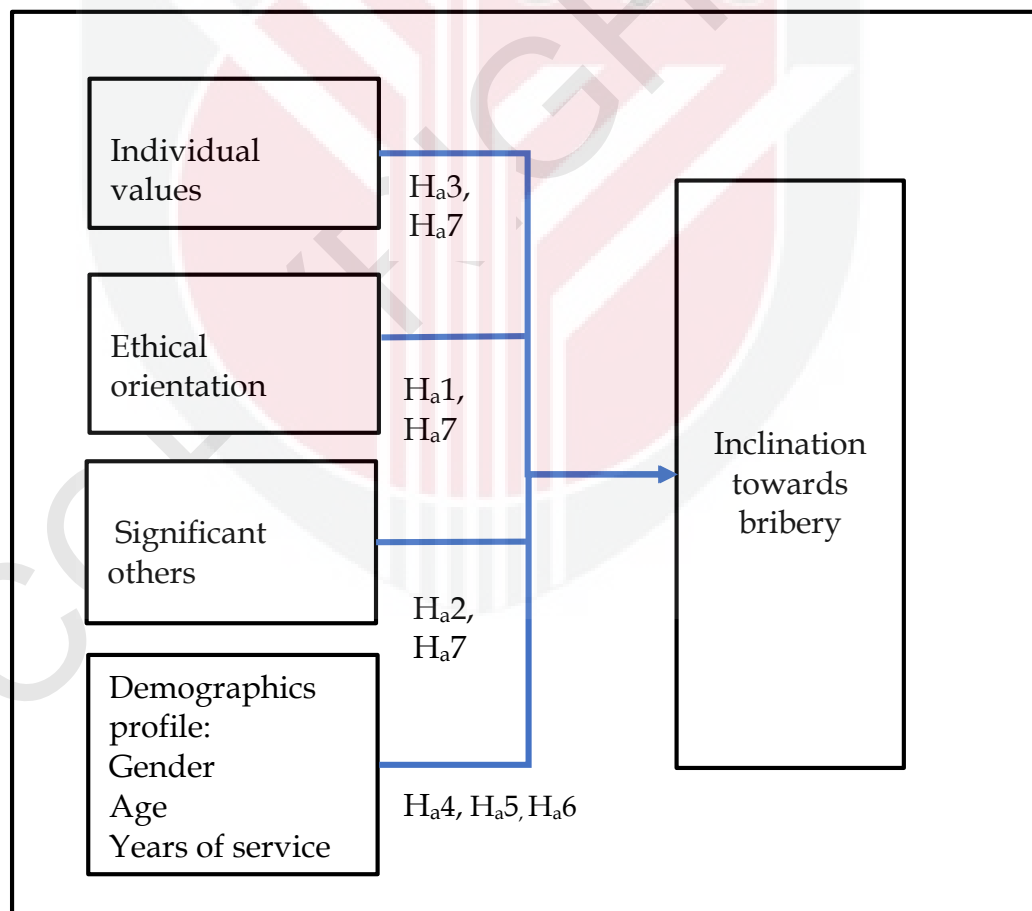 Individual
values
Ha3,
Ha7
Ethical
orientation
Ha1,
Ha7
Significant
others
Ha2,
Ha7
Demographics
profile:
Gender
Age
Years of service
Ha4, Ha5, Ha6
Inclination
towards
bribery